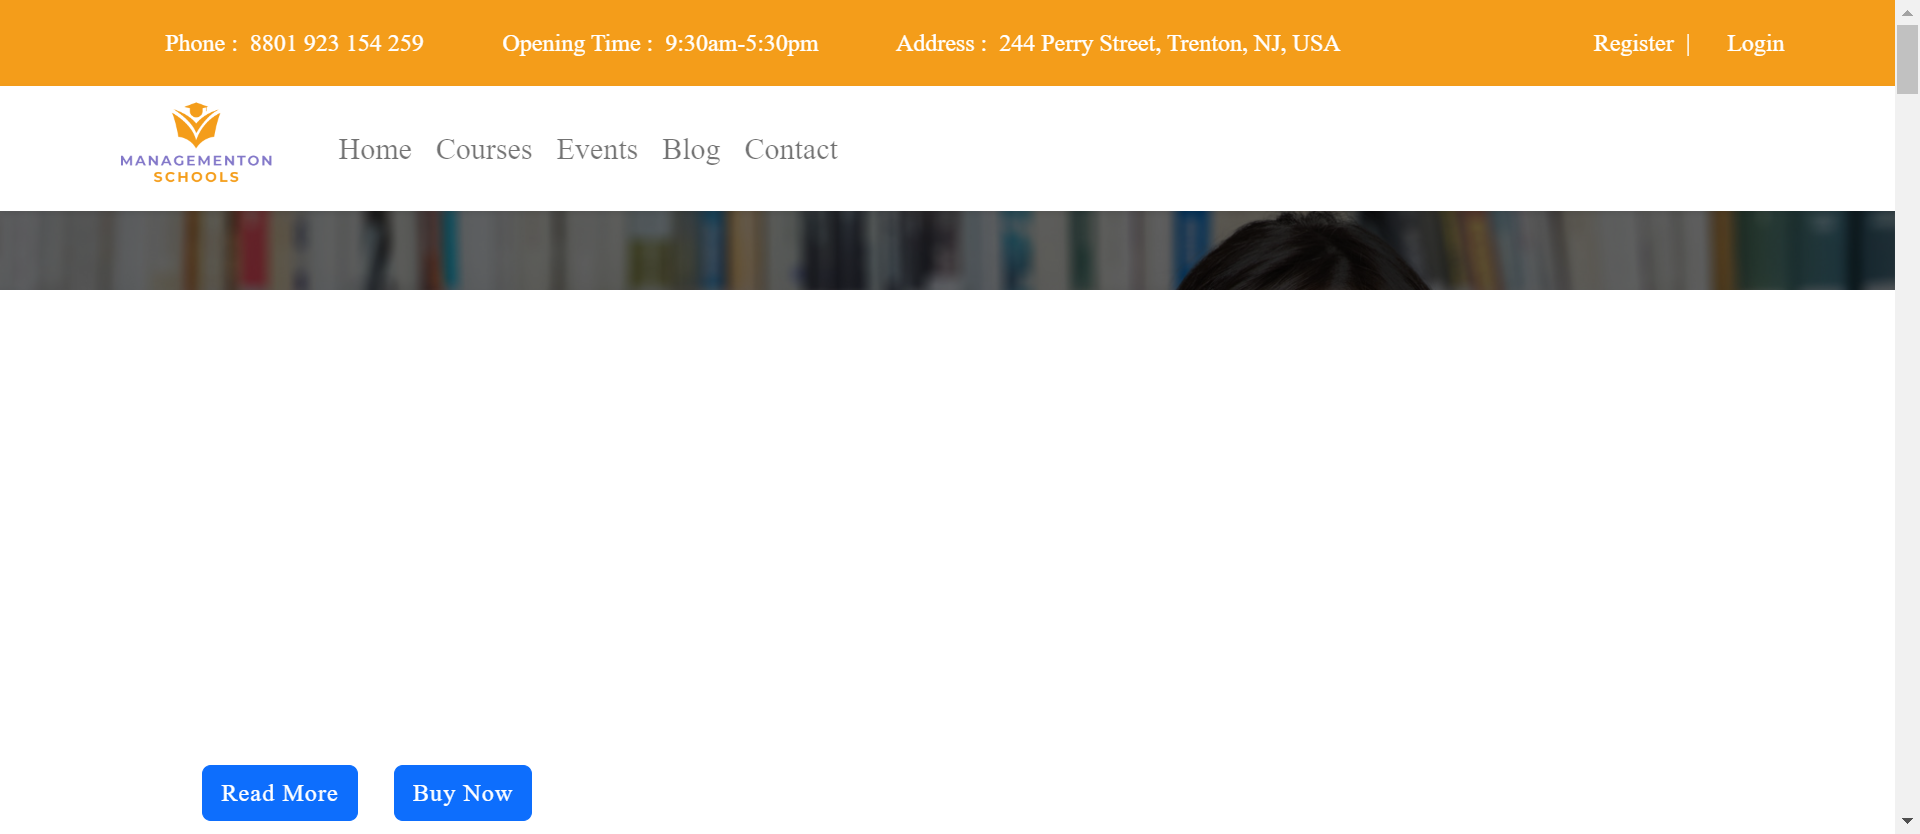 Phone : 8801 923 154 259 Opening Time : 9:30am-5:30pm Address : 244 Perry Street, Trenton, NJ, USA Register | Login
MANAGEMENTON
SCHOOLS
Home Courses Events Blog Contact
Read More Buy Now